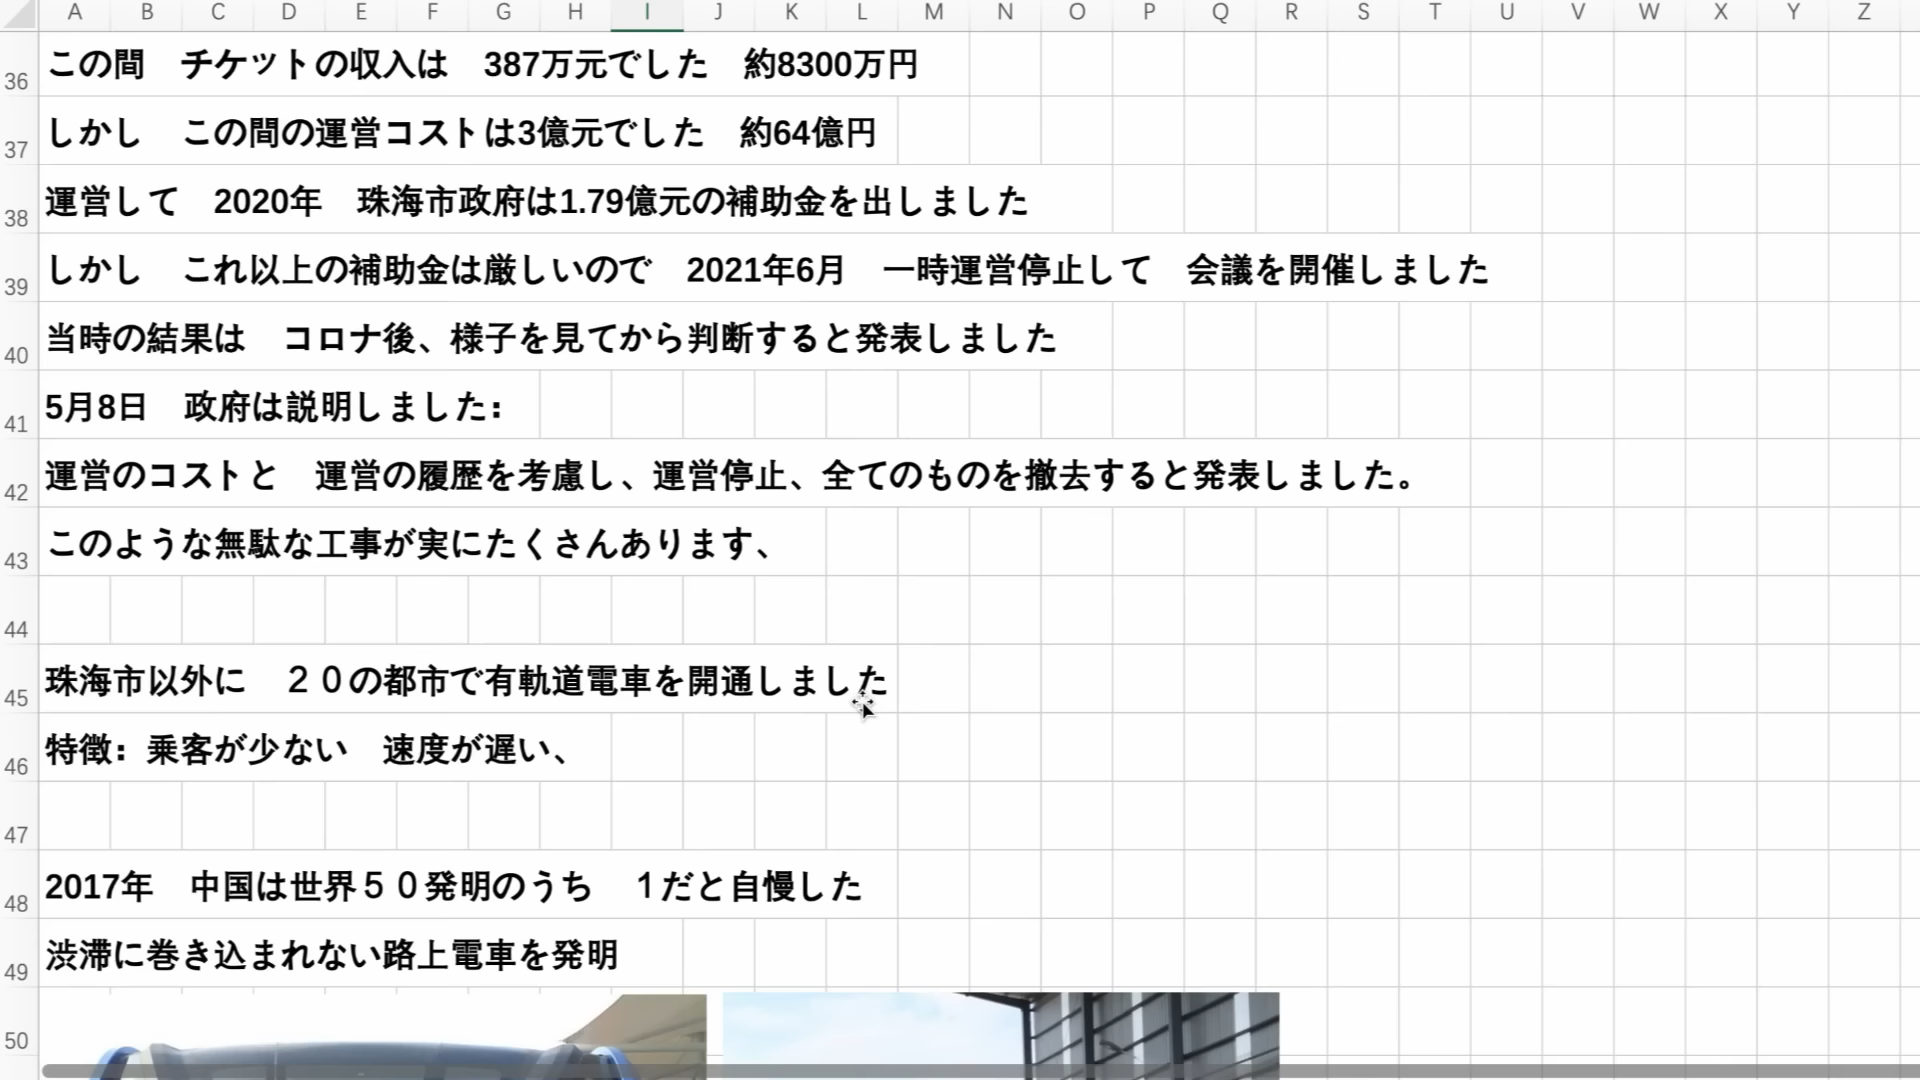 A B C D E F G H I J K L M N O P Q R S T U V W X Y Z
36 この間　チケットの収入は　387万元でした　約8300万円
37 しかし　この間の運営コストは3億元でした　約64億円
38 運営して　2020年　珠海市政府は1.79億元の補助金を出しました
39 しかし　これ以上の補助金は厳しいので　2021年6月　一時運営停止して　会議を開催しました
40 当時の結果は　コロナ後、様子を見てから判断すると発表しました
41 5月8日　政府は説明しました：
42 運営のコストと　運営の履歴を考慮し、運営停止、全てのものを撤去すると発表しました。
43 このような無駄な工事が実にたくさんあります、
44
45 珠海市以外に　２０の都市で有軌道電車を開通しました
46 特徴：乗客が少ない　速度が遅い、
47
48 2017年　中国は世界５０発明のうち　１だと自慢した
49 渋滞に巻き込まれない路上電車を発明
50